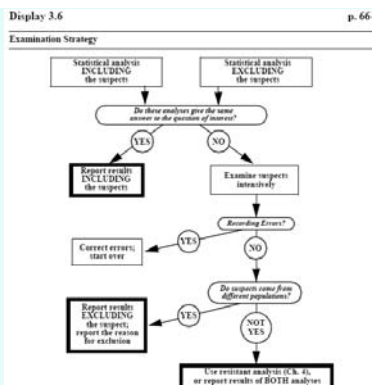 Display 3.6 p. 66
Examination Strategy
Statistical analysis
INCLUDING
the suspects
Statistical analysis
EXCLUDING
the suspects
Do these analyses give the same
answer to the question of interest?
YES
NO
Report results
INCLUDING
the suspects
Examine suspects
intensively
Recording Errors?
YES
NO
Correct errors;
start over
Do suspects come from
different populations?
YES
NOT
YES
Report results
EXCLUDING
the suspect;
report the reason
for exclusion
Use resistant analysis (Ch. 4),
or report results of BOTH analyses